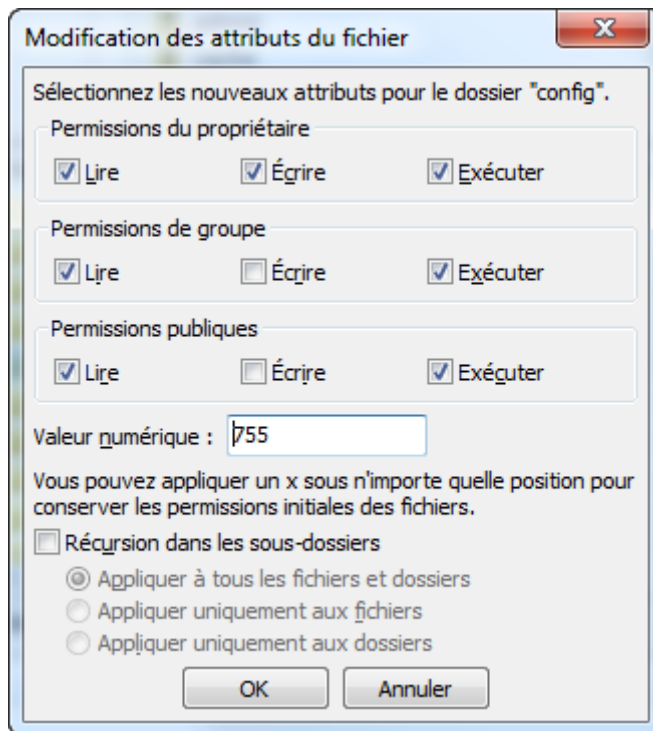 Modification des attributs du fichier
Sélectionnez les nouveaux attributs pour le dossier "config".
Permissions du propriétaire
Lire Écrire Exécuter
Permissions de groupe
Lire Écrire Exécuter
Permissions publiques
Lire Écrire Exécuter
Valeur numérique : 755
Vous pouvez appliquer un x sous n'importe quelle position pour
conserver les permissions initiales des fichiers.
Récursion dans les sous-dossiers
Appliquer à tous les fichiers et dossiers
Appliquer uniquement aux fichiers
Appliquer uniquement aux dossiers
OK Annuler